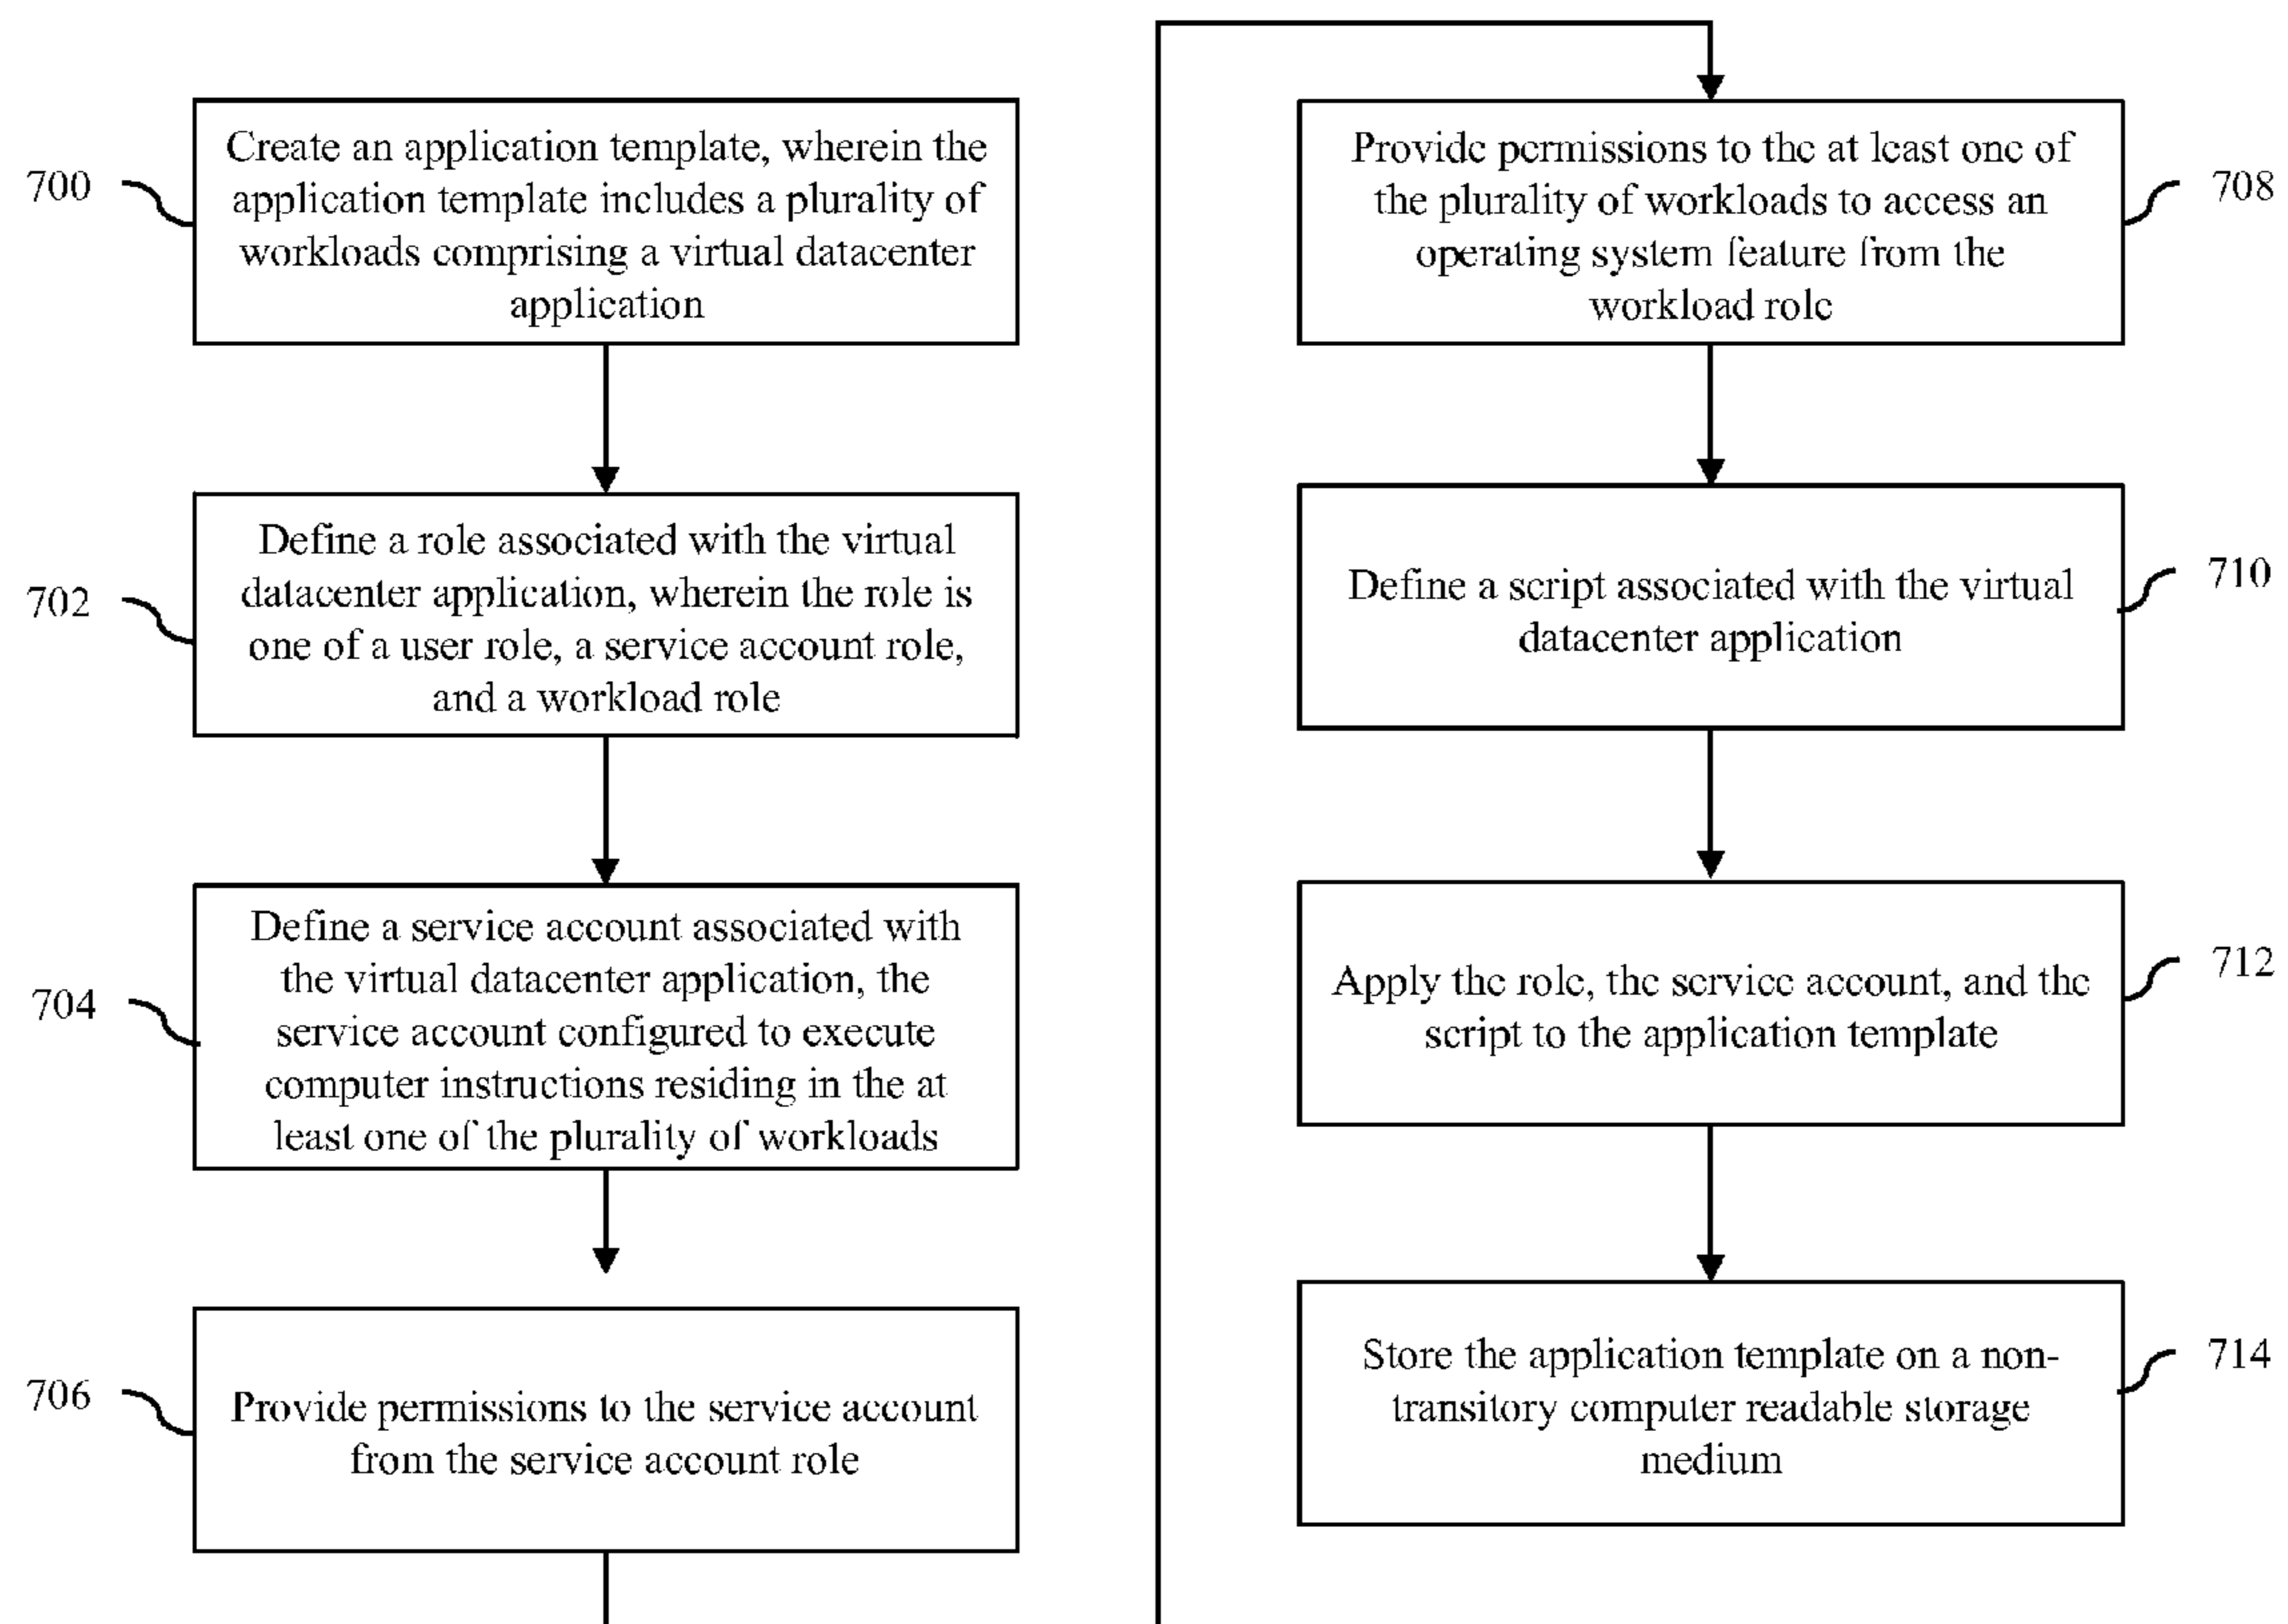 700
Create an application template, wherein the
application template includes a plurality of
workloads comprising a virtual datacenter
application
702
Define a role associated with the virtual
datacenter application, wherein the role is
one of a user role, a service account role,
and a workload role
704
Define a service account associated with
the virtual datacenter application, the
service account configured to execute
computer instructions residing in the at
least one of the plurality of workloads
706
Provide permissions to the service account
from the service account role
Provide permissions to the at least one of
the plurality of workloads to access an
operating system feature from the
workload role
708
Define a script associated with the virtual
datacenter application
710
Apply the role, the service account, and the
script to the application template
712
Store the application template on a non-
transitory computer readable storage
medium
714